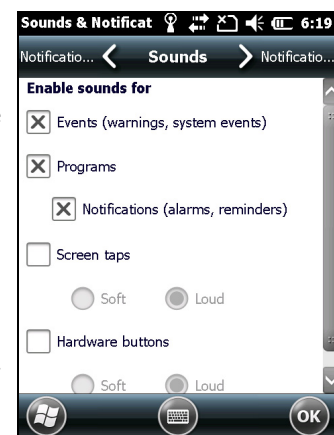 Sounds & Notificat 6:19
Notificatio... Sounds Notificatio...
Enable sounds for
Events (warnings, system events)
Programs
Notifications (alarms, reminders)
Screen taps
Soft Loud
Hardware buttons
Soft Loud
OK